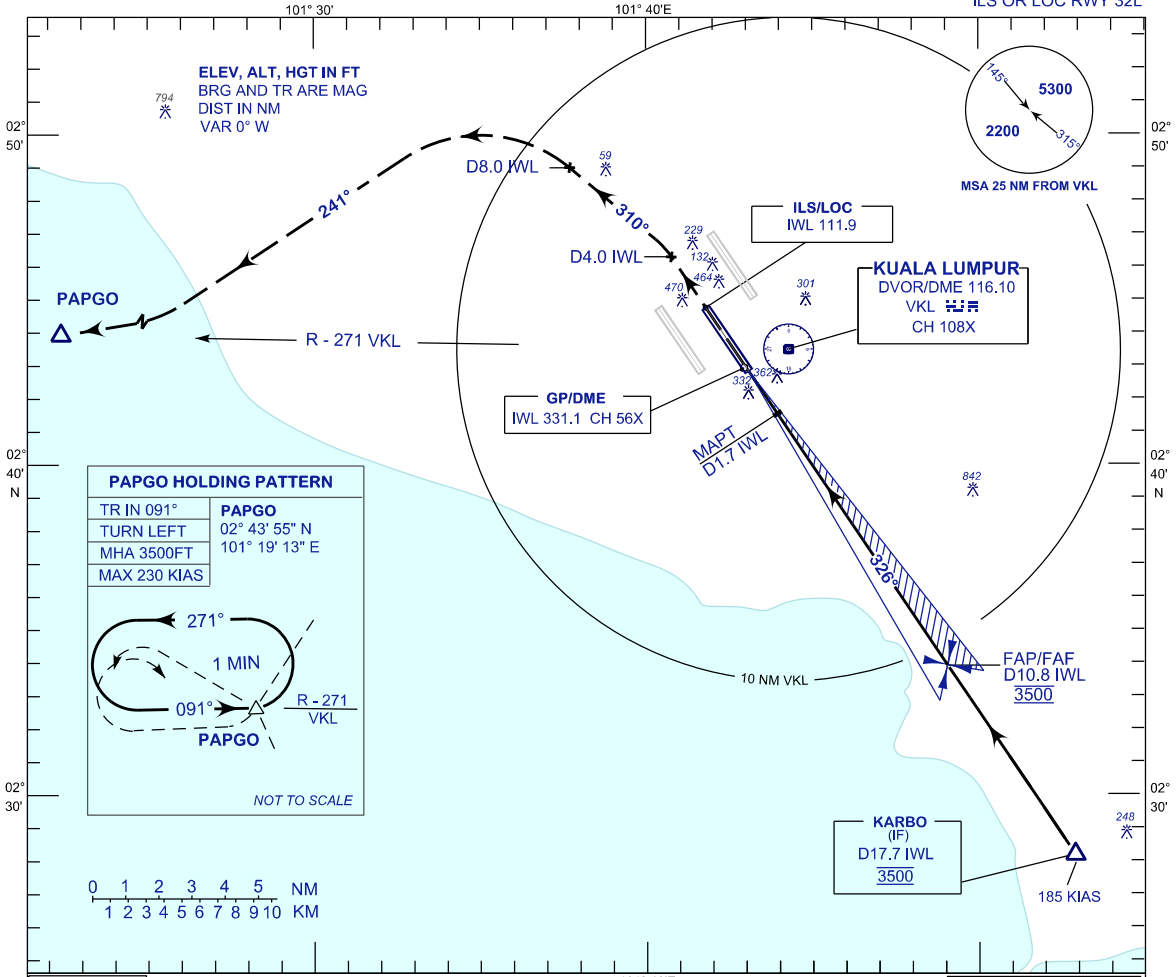 101° 30'
101° 40'E
ILS OR LOC RWY 32L
ELEV, ALT, HGT IN FT
BRG AND TR ARE MAG
DIST IN NM
VAR 0° W
794
02°
50'
02°
50'
145°
5300
2200
315°
MSA 25 NM FROM VKL
D8.0 IWL
59
241°
310°
ILS/LOC
IWL 111.9
229
132
464
470
D4.0 IWL
301
KUALA LUMPUR
DVOR/DME 116.10
VKL
CH 108X
PAPGO
R - 271 VKL
332
362
GP/DME
IWL 331.1 CH 56X
MAPT
D1.7 IWL
02°
40'
N
02°
40'
N
842
PAPGO HOLDING PATTERN
TR IN 091°
TURN LEFT
MHA 3500FT
MAX 230 KIAS
PAPGO
02° 43' 55" N
101° 19' 13" E
326°
271°
1 MIN
091°
R - 271
VKL
PAPGO
NOT TO SCALE
10 NM VKL
FAP/FAF
D10.8 IWL
3500
02°
30'
02°
30'
KARBO
(IF)
D17.7 IWL
3500
248
185 KIAS
0 1 2 3 4 5 NM
1 2 3 4 5 6 7 8 9 10 KM